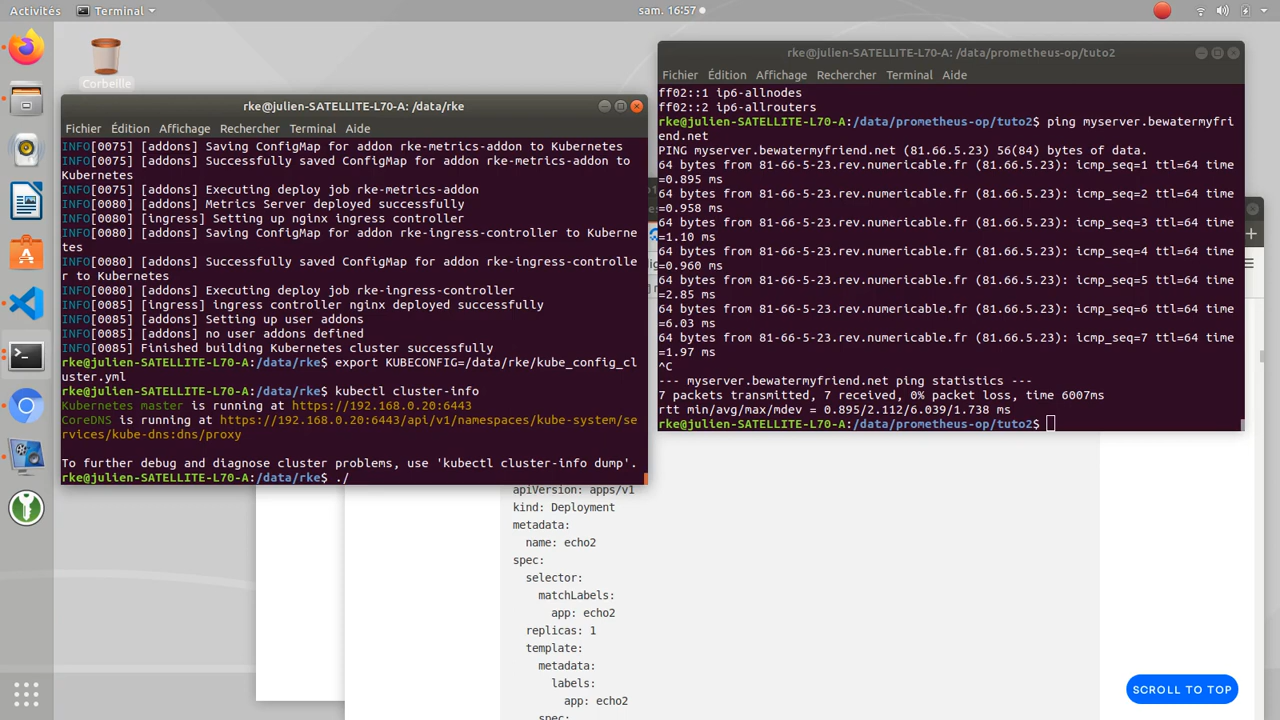 Activités
Terminal
sam. 16:57
Corbeille
rke@julien-SATELLITE-L70-A: /data/rke
Fichier Édition Affichage Rechercher Terminal Aide
INFO[0075] [addons] Saving ConfigMap for addon rke-metrics-addon to Kubernetes
INFO[0075] [addons] Successfully saved ConfigMap for addon rke-metrics-addon to
Kubernetes
INFO[0075] [addons] Executing deploy job rke-metrics-addon
INFO[0080] [addons] Metrics Server deployed successfully
INFO[0080] [ingress] Setting up nginx ingress controller
INFO[0080] [addons] Saving ConfigMap for addon rke-ingress-controller to Kuberne
tes
INFO[0080] [addons] Successfully saved ConfigMap for addon rke-ingress-controlle
r to Kubernetes
INFO[0080] [addons] Executing deploy job rke-ingress-controller
INFO[0085] [ingress] ingress controller nginx deployed successfully
INFO[0085] [addons] Setting up user addons
INFO[0085] [addons] no user addons defined
INFO[0085] Finished building Kubernetes cluster successfully
rke@julien-SATELLITE-L70-A:/data/rke$ export KUBECONFIG=/data/rke/kube_config_cl
uster.yml
rke@julien-SATELLITE-L70-A:/data/rke$ kubectl cluster-info
Kubernetes master is running at https://192.168.0.20:6443
CoreDNS is running at https://192.168.0.20:6443/api/v1/namespaces/kube-system/se
rvices/kube-dns:dns/proxy
To further debug and diagnose cluster problems, use 'kubectl cluster-info dump'.
rke@julien-SATELLITE-L70-A:/data/rke$ ./
rke@julien-SATELLITE-L70-A: /data/prometheus-op/tuto2
Fichier Édition Affichage Rechercher Terminal Aide
ff02::1 ip6-allnodes
ff02::2 ip6-allrouters
rke@julien-SATELLITE-L70-A:/data/prometheus-op/tuto2$ ping myserver.bewatermyfri
end.net
PING myserver.bewatermyfriend.net (81.66.5.23) 56(84) bytes of data.
64 bytes from 81-66-5-23.rev.numericable.fr (81.66.5.23): icmp_seq=1 ttl=64 time
=0.895 ms
64 bytes from 81-66-5-23.rev.numericable.fr (81.66.5.23): icmp_seq=2 ttl=64 time
=0.958 ms
64 bytes from 81-66-5-23.rev.numericable.fr (81.66.5.23): icmp_seq=3 ttl=64 time
=1.10 ms
64 bytes from 81-66-5-23.rev.numericable.fr (81.66.5.23): icmp_seq=4 ttl=64 time
=0.960 ms
64 bytes from 81-66-5-23.rev.numericable.fr (81.66.5.23): icmp_seq=5 ttl=64 time
=2.85 ms
64 bytes from 81-66-5-23.rev.numericable.fr (81.66.5.23): icmp_seq=6 ttl=64 time
=6.03 ms
64 bytes from 81-66-5-23.rev.numericable.fr (81.66.5.23): icmp_seq=7 ttl=64 time
=1.97 ms
^C
--- myserver.bewatermyfriend.net ping statistics ---
7 packets transmitted, 7 received, 0% packet loss, time 6007ms
rtt min/avg/max/mdev = 0.895/2.112/6.039/1.738 ms
rke@julien-SATELLITE-L70-A:/data/prometheus-op/tuto2$
apiVersion: apps/v1
kind: Deployment
metadata:
name: echo2
spec:
selector:
matchLabels:
app: echo2
replicas: 1
template:
metadata:
labels:
app: echo2
spec:
SCROLL TO TOP